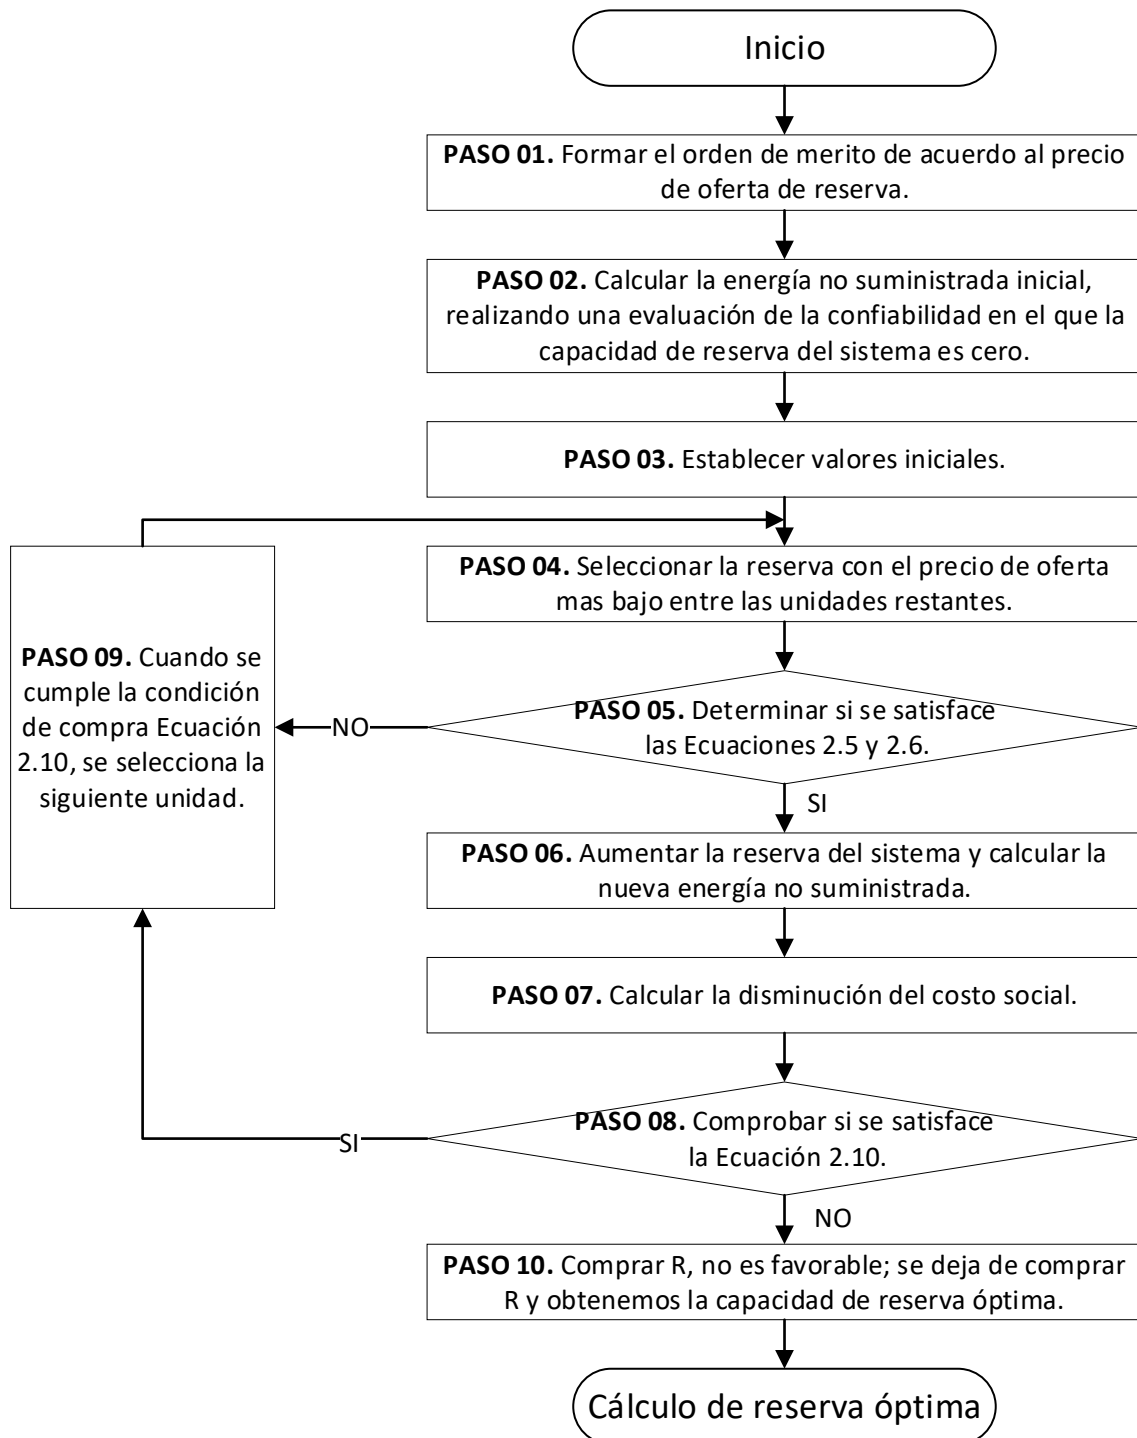 Inicio
PASO 01. Formar el orden de merito de acuerdo al precio
de oferta de reserva.
PASO 02. Calcular la energía no suministrada inicial,
realizando una evaluación de la confiabilidad en el que la
capacidad de reserva del sistema es cero.
PASO 03. Establecer valores iniciales.
PASO 04. Seleccionar la reserva con el precio de oferta
mas bajo entre las unidades restantes.
PASO 09. Cuando se
cumple la condición
de compra Ecuación
2.10, se selecciona la
siguiente unidad.
PASO 05. Determinar si se satisface
las Ecuaciones 2.5 y 2.6.
NO
SI
PASO 06. Aumentar la reserva del sistema y calcular la
nueva energía no suministrada.
PASO 07. Calcular la disminución del costo social.
PASO 08. Comprobar si se satisface
la Ecuación 2.10.
SI
NO
PASO 10. Comprar R, no es favorable; se deja de comprar
R y obtenemos la capacidad de reserva óptima.
Cálculo de reserva óptima